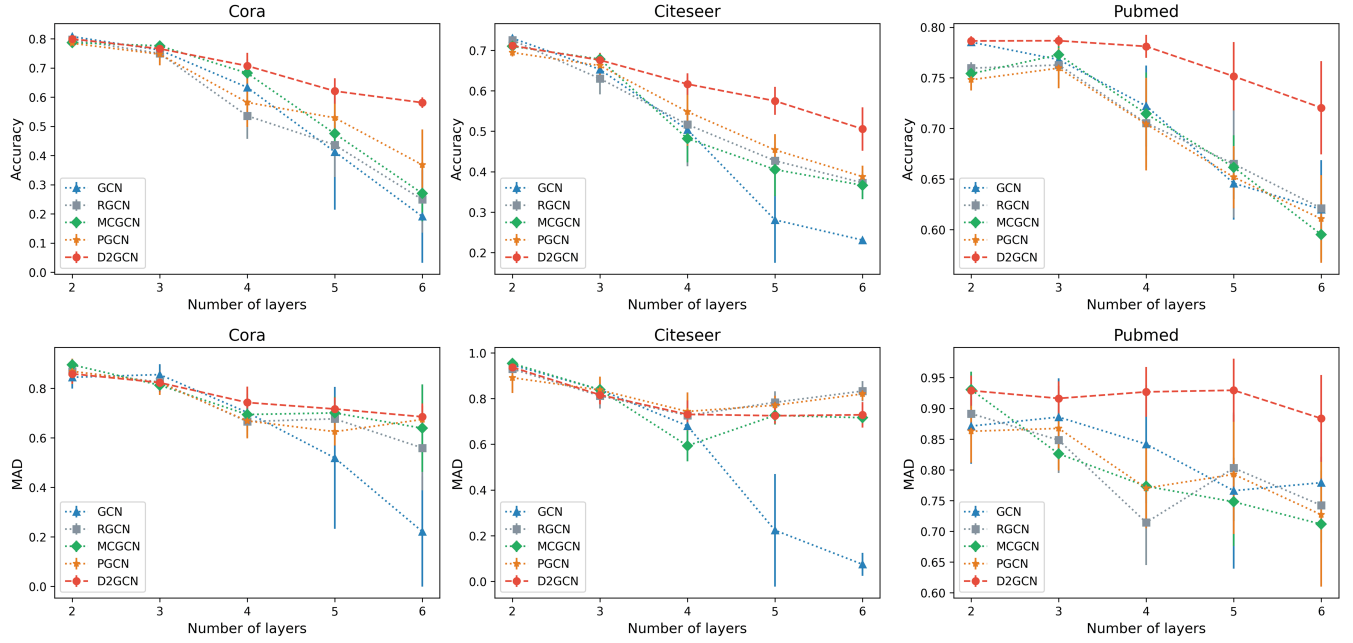 Cora
Accuracy
0.8
0.7
0.6
0.5
0.4
0.3
0.2
0.1
0.0
GCN
RGCN
MCGCN
PGCN
D2GCN
2 3 4 5 6
Number of layers
Citeseer
Accuracy
0.7
0.6
0.5
0.4
0.3
0.2
GCN
RGCN
MCGCN
PGCN
D2GCN
2 3 4 5 6
Number of layers
Pubmed
Accuracy
0.80
0.75
0.70
0.65
0.60
GCN
RGCN
MCGCN
PGCN
D2GCN
2 3 4 5 6
Number of layers
Cora
MAD
0.8
0.6
0.4
0.2
0.0
GCN
RGCN
MCGCN
PGCN
D2GCN
2 3 4 5 6
Number of layers
Citeseer
MAD
1.0
0.8
0.6
0.4
0.2
0.0
GCN
RGCN
MCGCN
PGCN
D2GCN
2 3 4 5 6
Number of layers
Pubmed
MAD
0.95
0.90
0.85
0.80
0.75
0.70
0.65
0.60
GCN
RGCN
MCGCN
PGCN
D2GCN
2 3 4 5 6
Number of layers